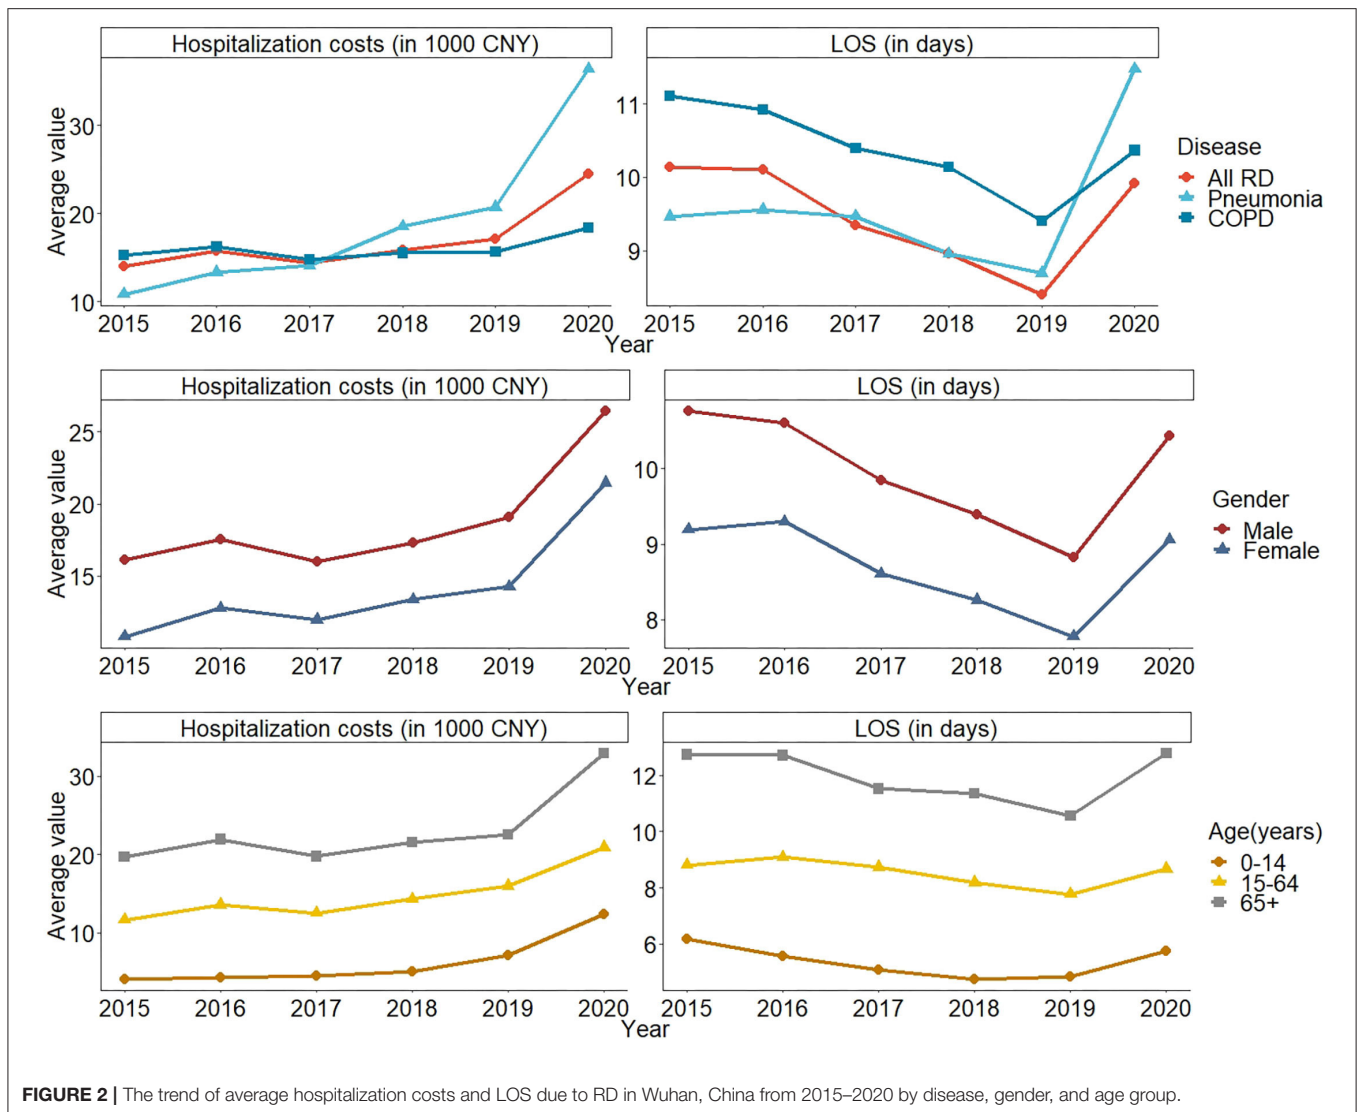 Hospitalization costs (in 1000 CNY)
LOS (in days)
Average value
30
20
10
11
10
9
2015 2016 2017 2018 2019 2020
2015 2016 2017 2018 2019 2020
Year
Disease
All RD
Pneumonia
COPD
Hospitalization costs (in 1000 CNY)
LOS (in days)
Average value
25
20
15
10
9
8
2015 2016 2017 2018 2019 2020
2015 2016 2017 2018 2019 2020
Year
Gender
Male
Female
Hospitalization costs (in 1000 CNY)
LOS (in days)
Average value
30
20
10
12
10
8
6
2015 2016 2017 2018 2019 2020
2015 2016 2017 2018 2019 2020
Year
Age(years)
0-14
15-64
65+
FIGURE 2 | The trend of average hospitalization costs and LOS due to RD in Wuhan, China from 2015–2020 by disease, gender, and age group.